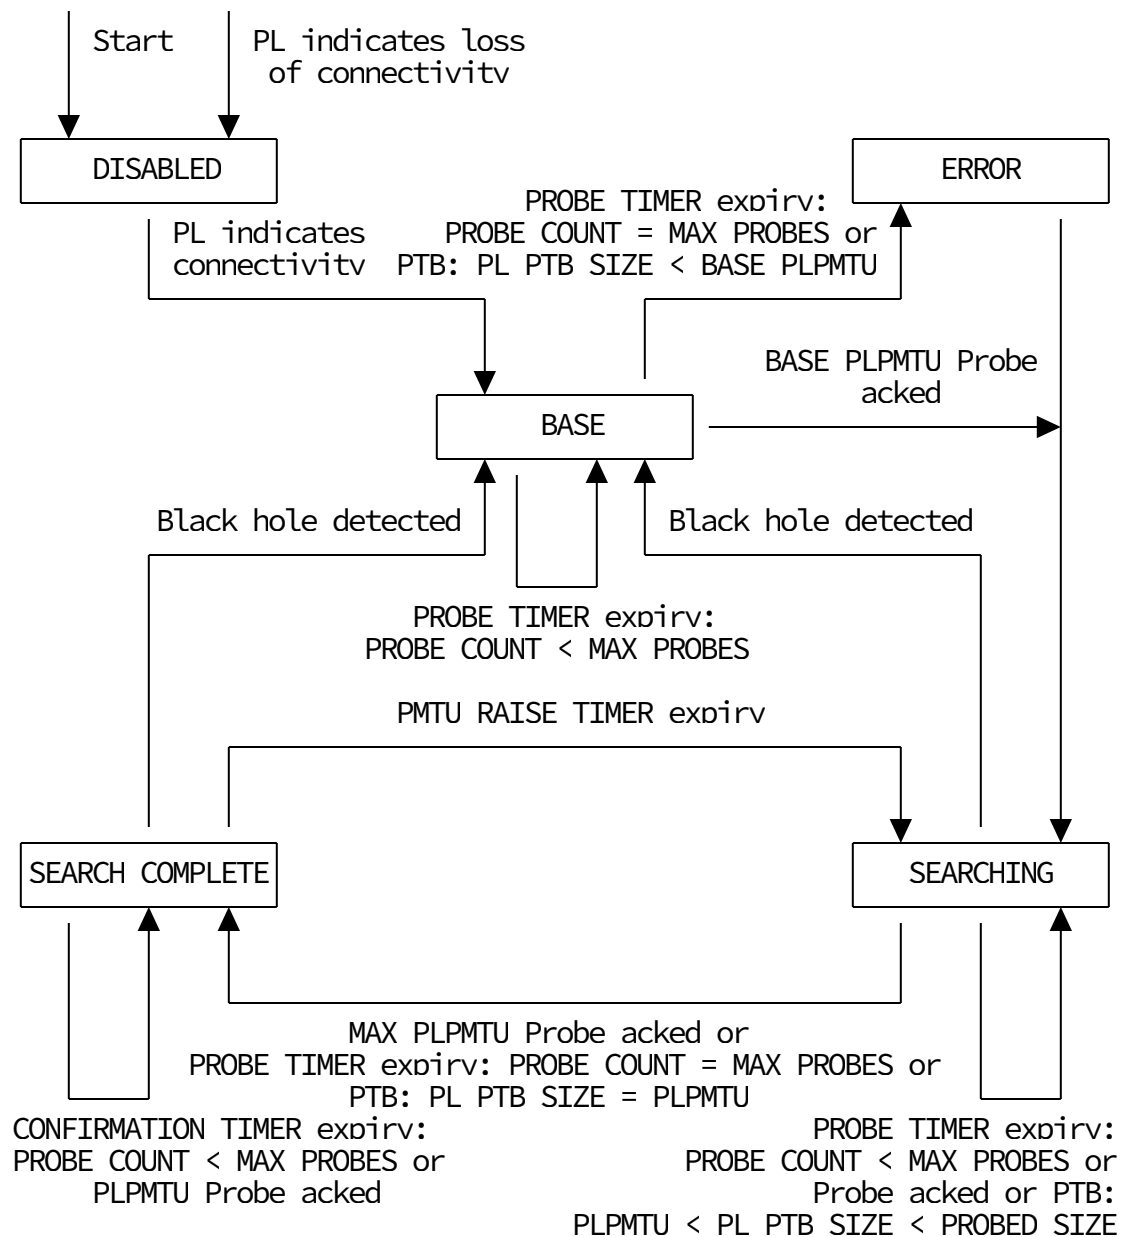 Start
PL indicates loss
of connectivity
DISABLED
ERROR
PROBE TIMER expiry:
PROBE COUNT = MAX PROBES or
PTB: PL PTB SIZE < BASE PLPMTU
PL indicates
connectivity
BASE PLPMTU Probe
acked
BASE
Black hole detected
Black hole detected
PROBE TIMER expiry:
PROBE COUNT < MAX PROBES
PMTU RAISE TIMER expiry
SEARCH COMPLETE
SEARCHING
MAX PLPMTU Probe acked or
PROBE TIMER expiry: PROBE COUNT = MAX PROBES or
PTB: PL PTB SIZE = PLPMTU
CONFIRMATION TIMER expiry:
PROBE COUNT < MAX PROBES or
PLPMTU Probe acked
PROBE TIMER expiry:
PROBE COUNT < MAX PROBES or
Probe acked or PTB:
PLPMTU < PL PTB SIZE < PROBED SIZE